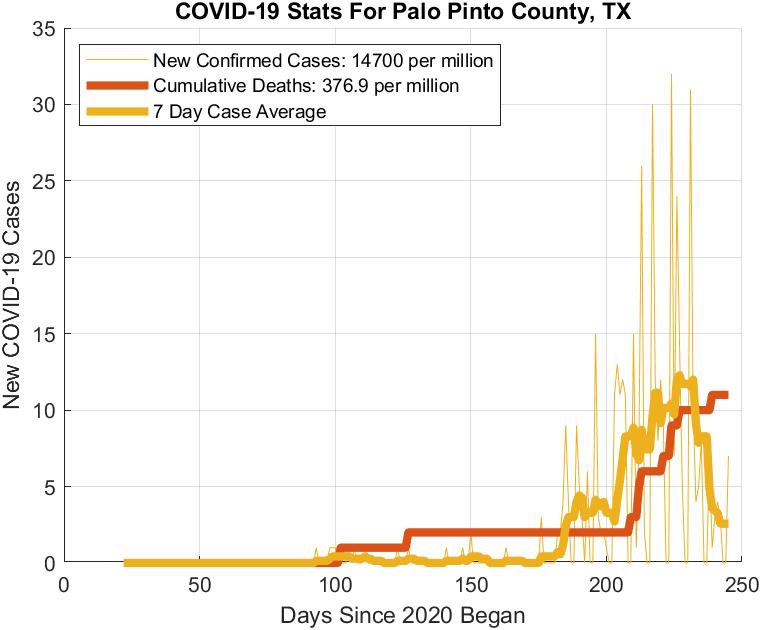 COVID-19 Stats For Palo Pinto County, TX
35
New Confirmed Cases: 14700 per million
Cumulative Deaths: 376.9 per million
7 Day Case Average
30
25
20
15
10
5
0
New COVID-19 Cases
0 50 100 150 200 250
Days Since 2020 Began